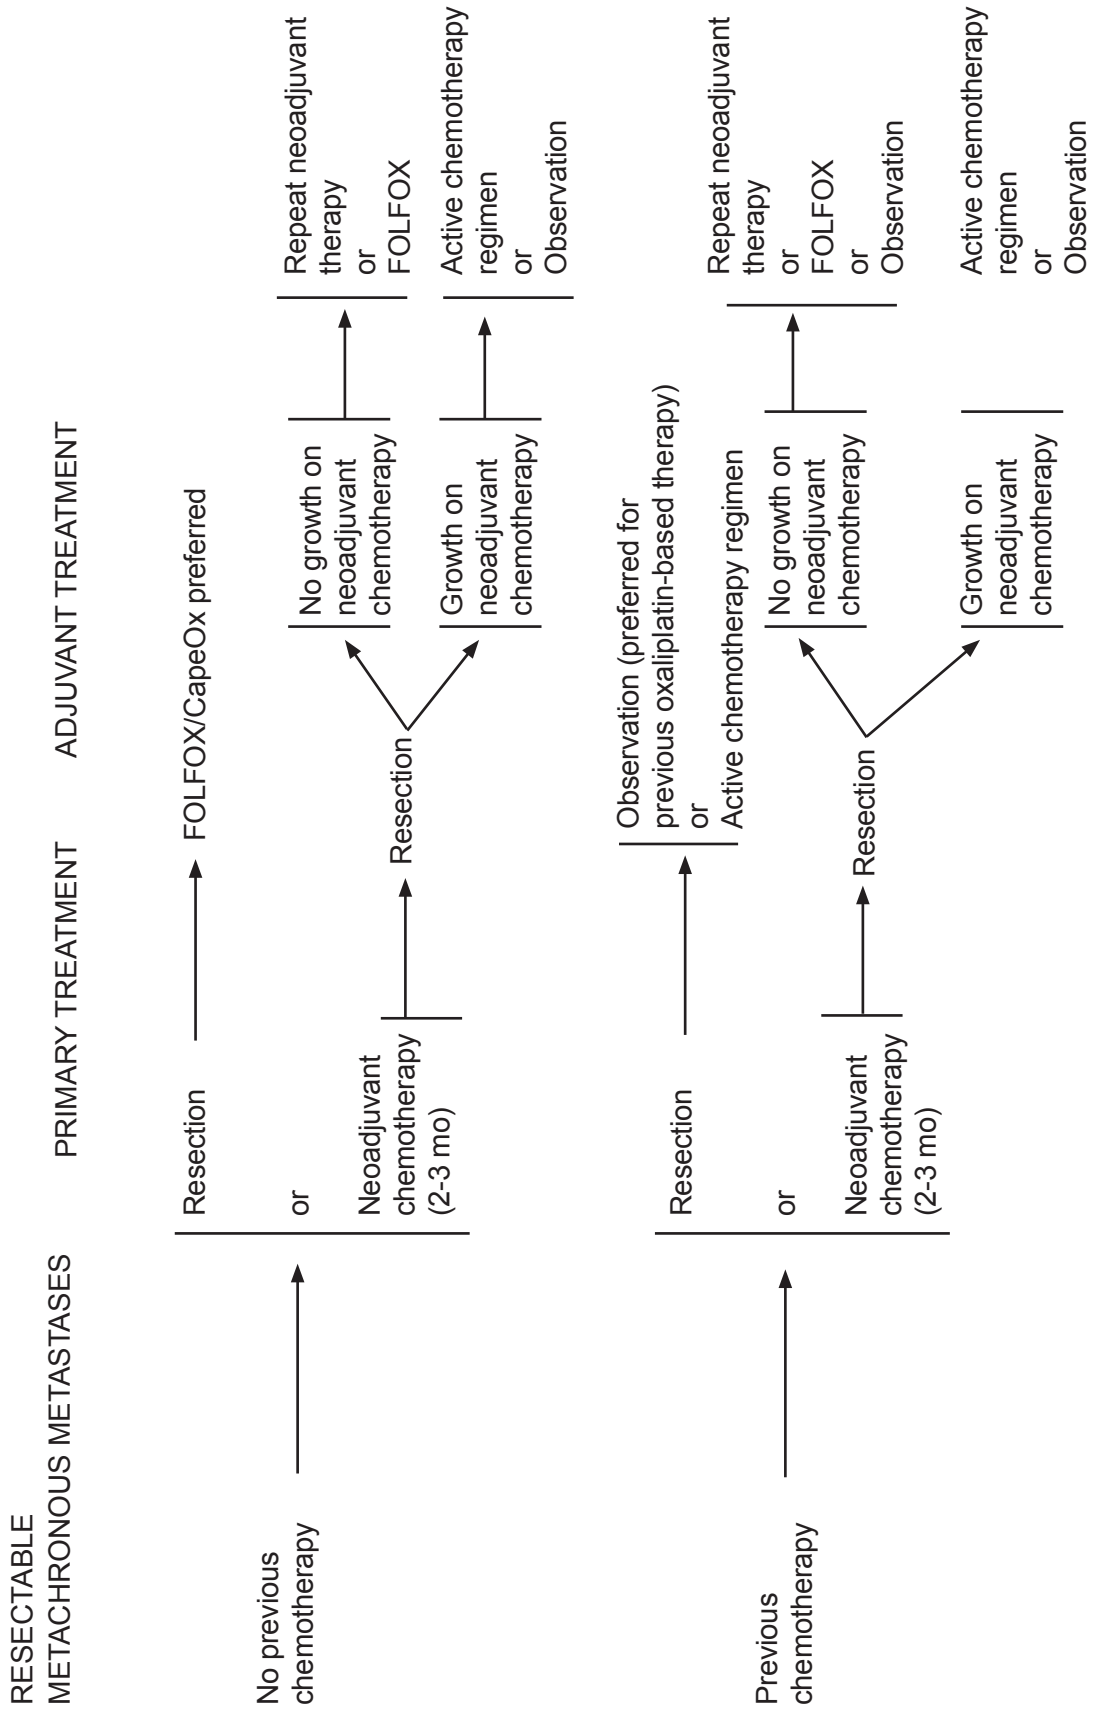 RESECTABLE
METACHRONOUS METASTASES
PRIMARY TREATMENT
ADJUVANT TREATMENT
No previous
chemotherapy
Resection
or
Neoadjuvant
chemotherapy
(2-3 mo)
FOLFOX/CapeOx preferred
Resection
No growth on
neoadjuvant
chemotherapy
Repeat neoadjuvant
therapy
or
FOLFOX
Growth on
neoadjuvant
chemotherapy
Active chemotherapy
regimen
or
Observation
Previous
chemotherapy
Resection
or
Neoadjuvant
chemotherapy
(2-3 mo)
Observation (preferred for
previous oxaliplatin-based therapy)
or
Active chemotherapy regimen
Resection
No growth on
neoadjuvant
chemotherapy
Repeat neoadjuvant
therapy
or
FOLFOX
or
Observation
Growth on
neoadjuvant
chemotherapy
Active chemotherapy
regimen
or
Observation